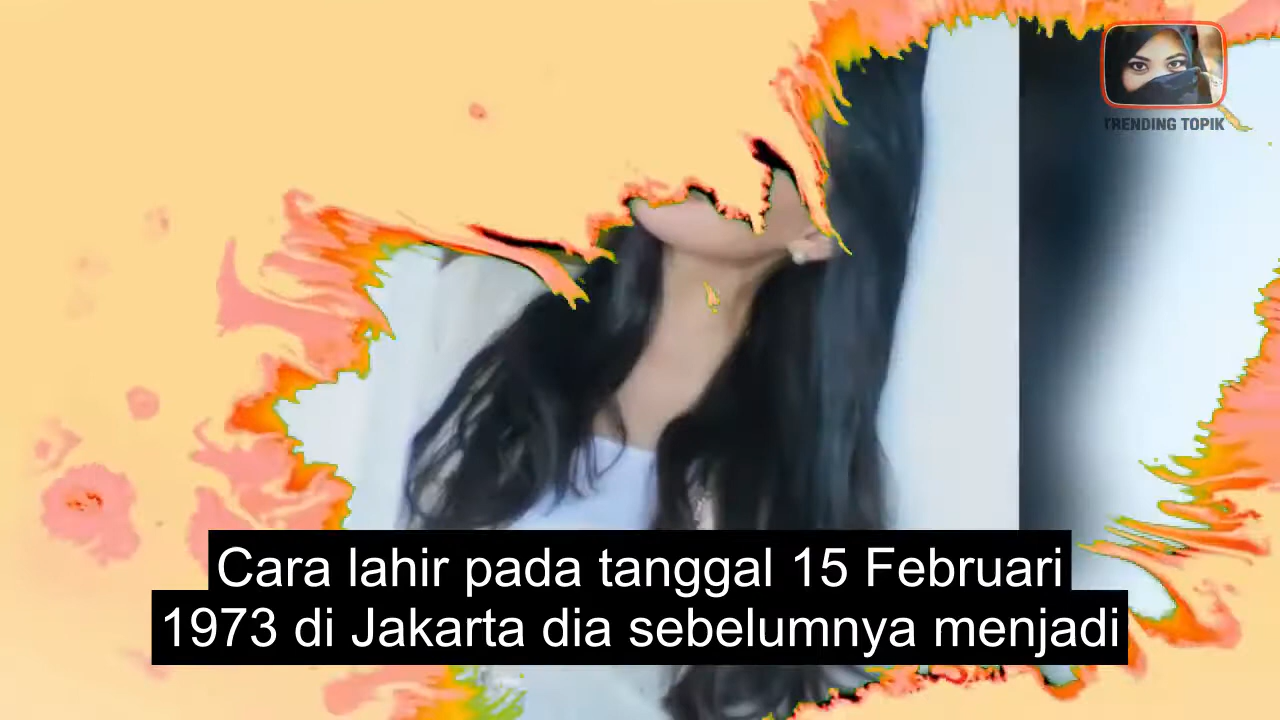 TRENDING TOPIK
Cara lahir pada tanggal 15 Februari
1973 di Jakarta dia sebelumnya menjadi